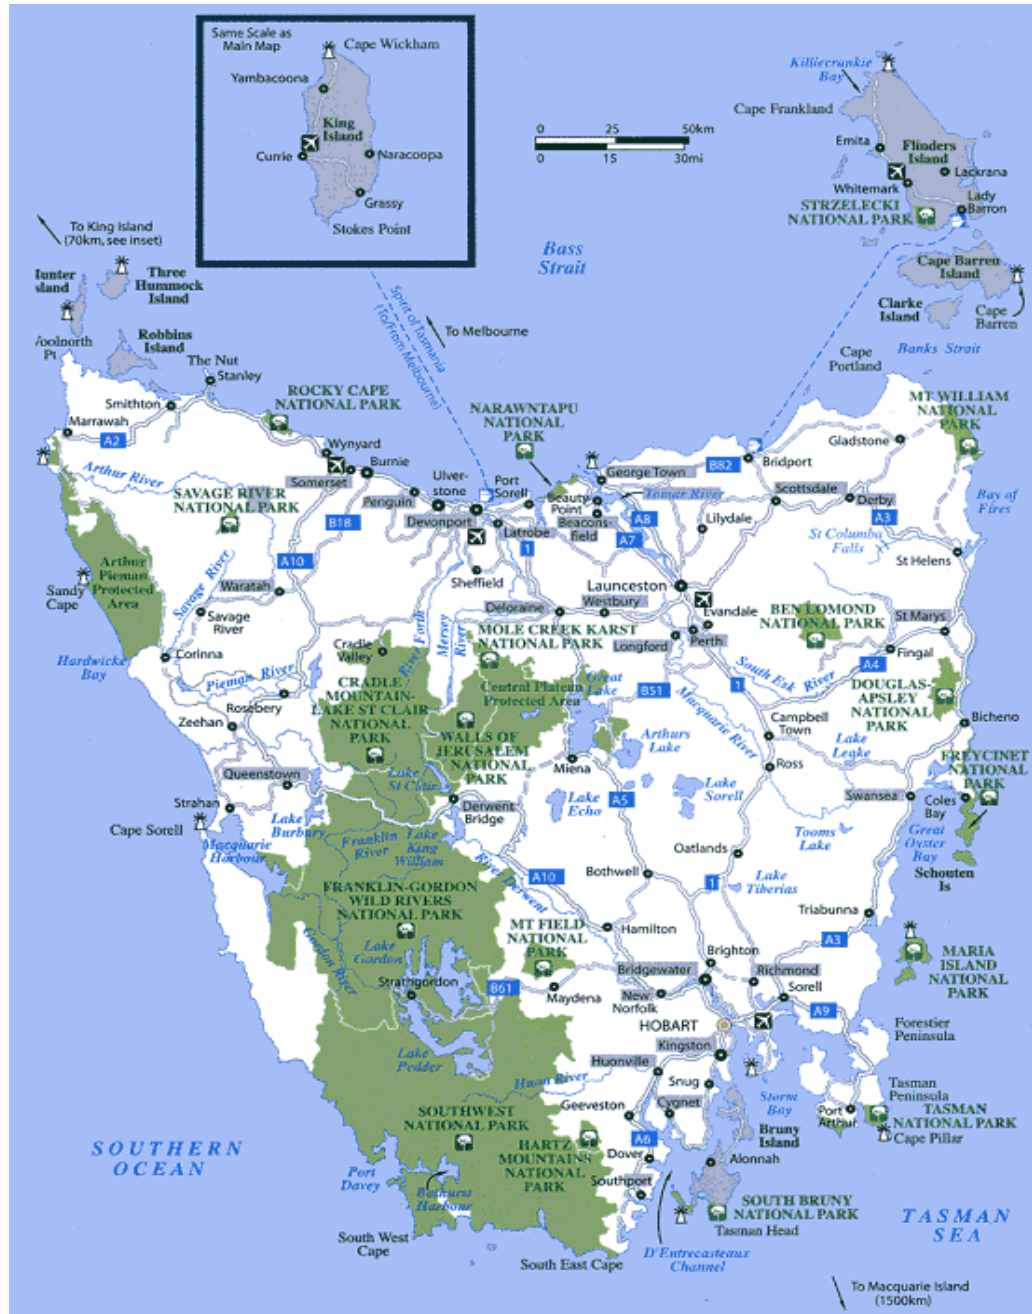 Same Scale as
Main Map
Cape Wickham
Yambacoona
King
Island
Currie
Naracoopa
Grassy
Stokes Point
0 25 50km
0 15 30mi
Killiecrankie
Bay
Cape Frankland
Emita
Flinders
Island
Lackrana
Whitemark
Lady
Barron
STRZELECKI
NATIONAL PARK
Cape Barren
Island
Clarke
Island
Cape
Barren
Banks Strait
To King Island
(70km, see inset)
Bass
Strait
Three
Hummock
Island
Robbins
Island
Spirit of Tasmania
(To/From Melbourne)
To Melbourne
Cape
Portland
The Nut
Stanley
Smithton
Marrawah
A2
ROCKY CAPE
NATIONAL PARK
NARAWNTAPU
NATIONAL
PARK
MT WILLIAM
NATIONAL
PARK
Gladstone
Wynyard
Burnie
Somerset
Penguin
Ulver-
stone
Port
Sorell
Devonport
Latrobe
George Town
Beauty
Point
Beacons-
field
Tamar River
B82
Bridport
Scottsdale
Derby
A3
Bay of
Fires
Arthur River
SAVAGE RIVER
NATIONAL PARK
B18
A10
1
A8
A7
Lilydale
St Columba
Falls
St Helens
Arthur
Pieman
Protected
Area
Sandy
Cape
Savage River
Waratah
Savage
River
Sheffield
Launceston
Deloraine
Westbury
Evandale
Longford
Perth
BEN LOMOND
NATIONAL PARK
St Marys
Fingal
A4
Hardwicke
Bay
Corinna
Pieman River
Rosebery
Zeehan
Cradle
Valley
River Forth
Mersey
River
MOLE CREEK KARST
NATIONAL PARK
CRADLE
MOUNTAIN-
LAKE ST CLAIR
NATIONAL
PARK
Central Plateau
Protected Area
Great
Lake
B51
1
South Esk River
Macquarie River
DOUGLAS-
APSLEY
NATIONAL
PARK
Bicheno
WALLS OF
JERUSALEM
NATIONAL
PARK
Arthurs
Lake
Campbell
Town
Lake
Leake
Ross
Miena
FREYCINET
NATIONAL
PARK
Queenstown
Lake
St Clair
Strahan
Cape Sorell
Lake
Burbury
Derwent
Bridge
Lake
Echo
A5
Lake
Sorell
Swansea
Coles
Bay
Great
Oyster
Bay
Schouten
Is
Macquarie
Harbour
Franklin
River
Lake
King
William
River Derwent
A10
Tooms
Lake
Oatlands
Bothwell
1
Lake
Tiberias
FRANKLIN-GORDON
WILD RIVERS
NATIONAL PARK
Lake
Gordon
Gordon River
Strathgordon
MT FIELD
NATIONAL
PARK
Hamilton
Triabunna
A3
MARIA
ISLAND
NATIONAL
PARK
Brighton
Bridgewater
Richmond
Sorell
B61
Maydena
New
Norfolk
A9
HOBART
Kingston
Forestier
Peninsula
Lake
Pedder
Huon River
Huonville
Snug
Cygnet
Storm
Bay
Tasman
Peninsula
Port
Arthur
TASMAN
NATIONAL PARK
Cape Pillar
Geeveston
A6
SOUTHWEST
NATIONAL PARK
HARTZ
MOUNTAINS
NATIONAL
PARK
Dover
Southport
Bruny
Island
Alonnah
SOUTHERN
OCEAN
Port
Davey
Bathurst
Harbour
South West
Cape
South East Cape
SOUTH BRUNY
NATIONAL PARK
Tasman Head
D'Entrecasteaux
Channel
TASMAN
SEA
To Macquarie Island
(1500km)